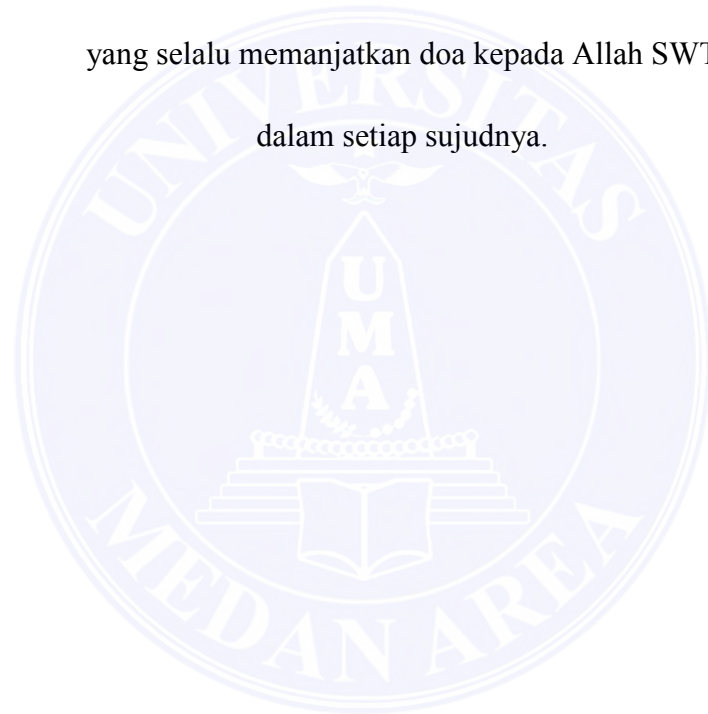 yang selalu memanjatkan doa kepada Allah SWT
dalam setiap sujudnya.
UNIVERSITAS
UMA
MEDAN AREA